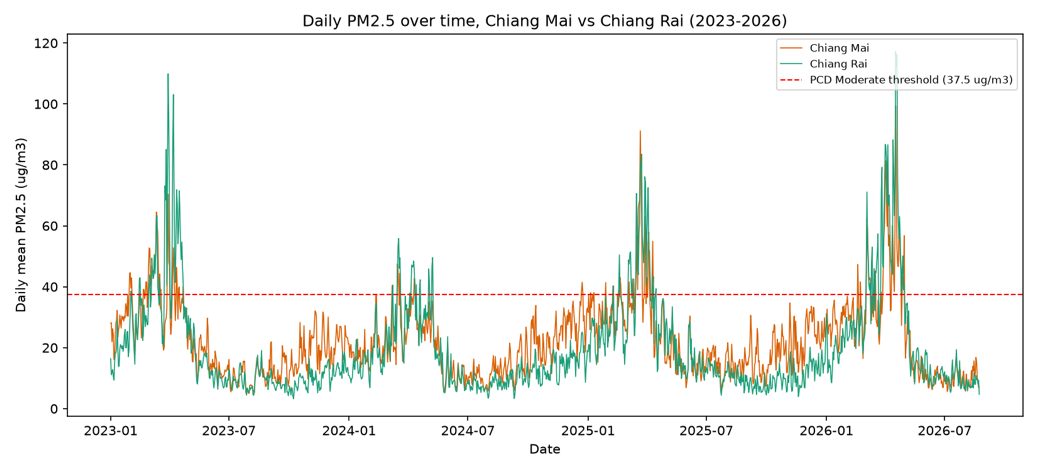 Daily PM2.5 over time, Chiang Mai vs Chiang Rai (2023-2026)
Chiang Mai
Chiang Rai
PCD Moderate threshold (37.5 ug/m3)
Daily mean PM2.5 (ug/m3)
120
100
80
60
40
20
0
2023-01 2023-07 2024-01 2024-07 2025-01 2025-07 2026-01 2026-07
Date